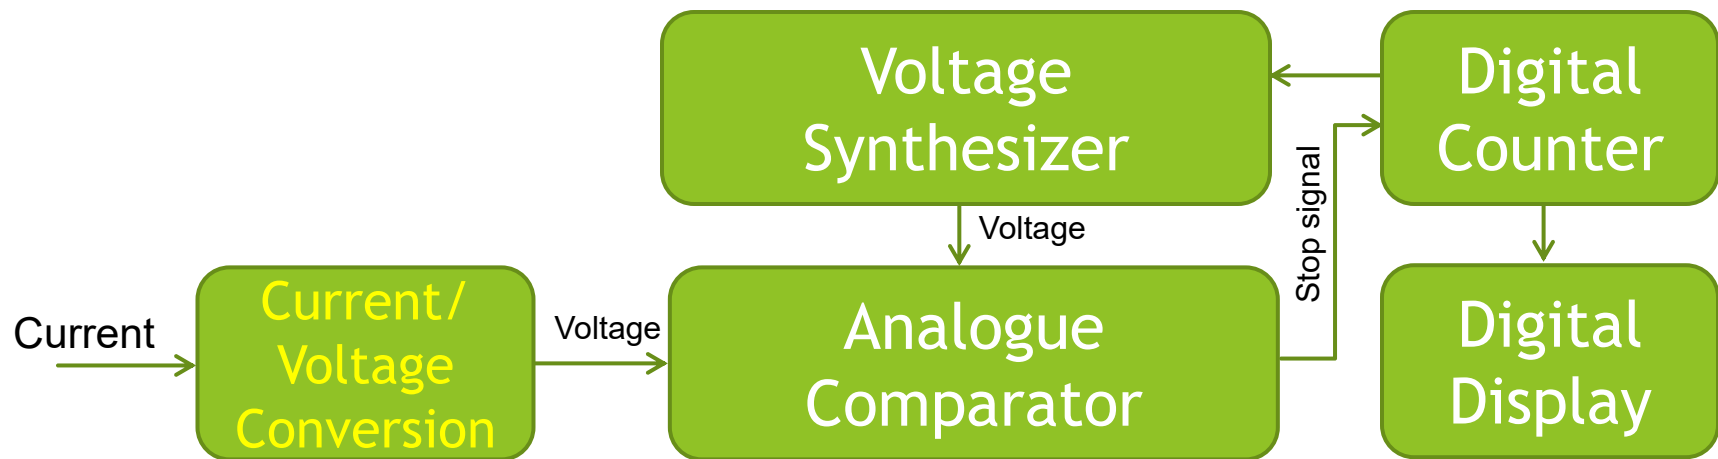 Voltage
Synthesizer
Digital
Counter
Stop signal
Voltage
Current
Current/
Voltage
Conversion
Voltage
Analogue
Comparator
Digital
Display